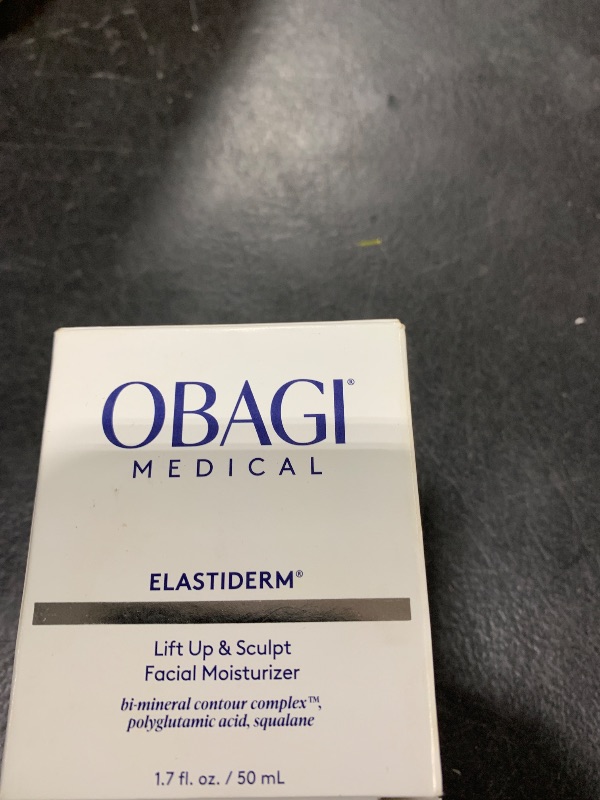 OBAGI®
MEDICAL
ELASTIDERM®
Lift Up & Sculpt
Facial Moisturizer
bi-mineral contour complex™,
polyglutamic acid, squalane
1.7 fl. oz. / 50 mL